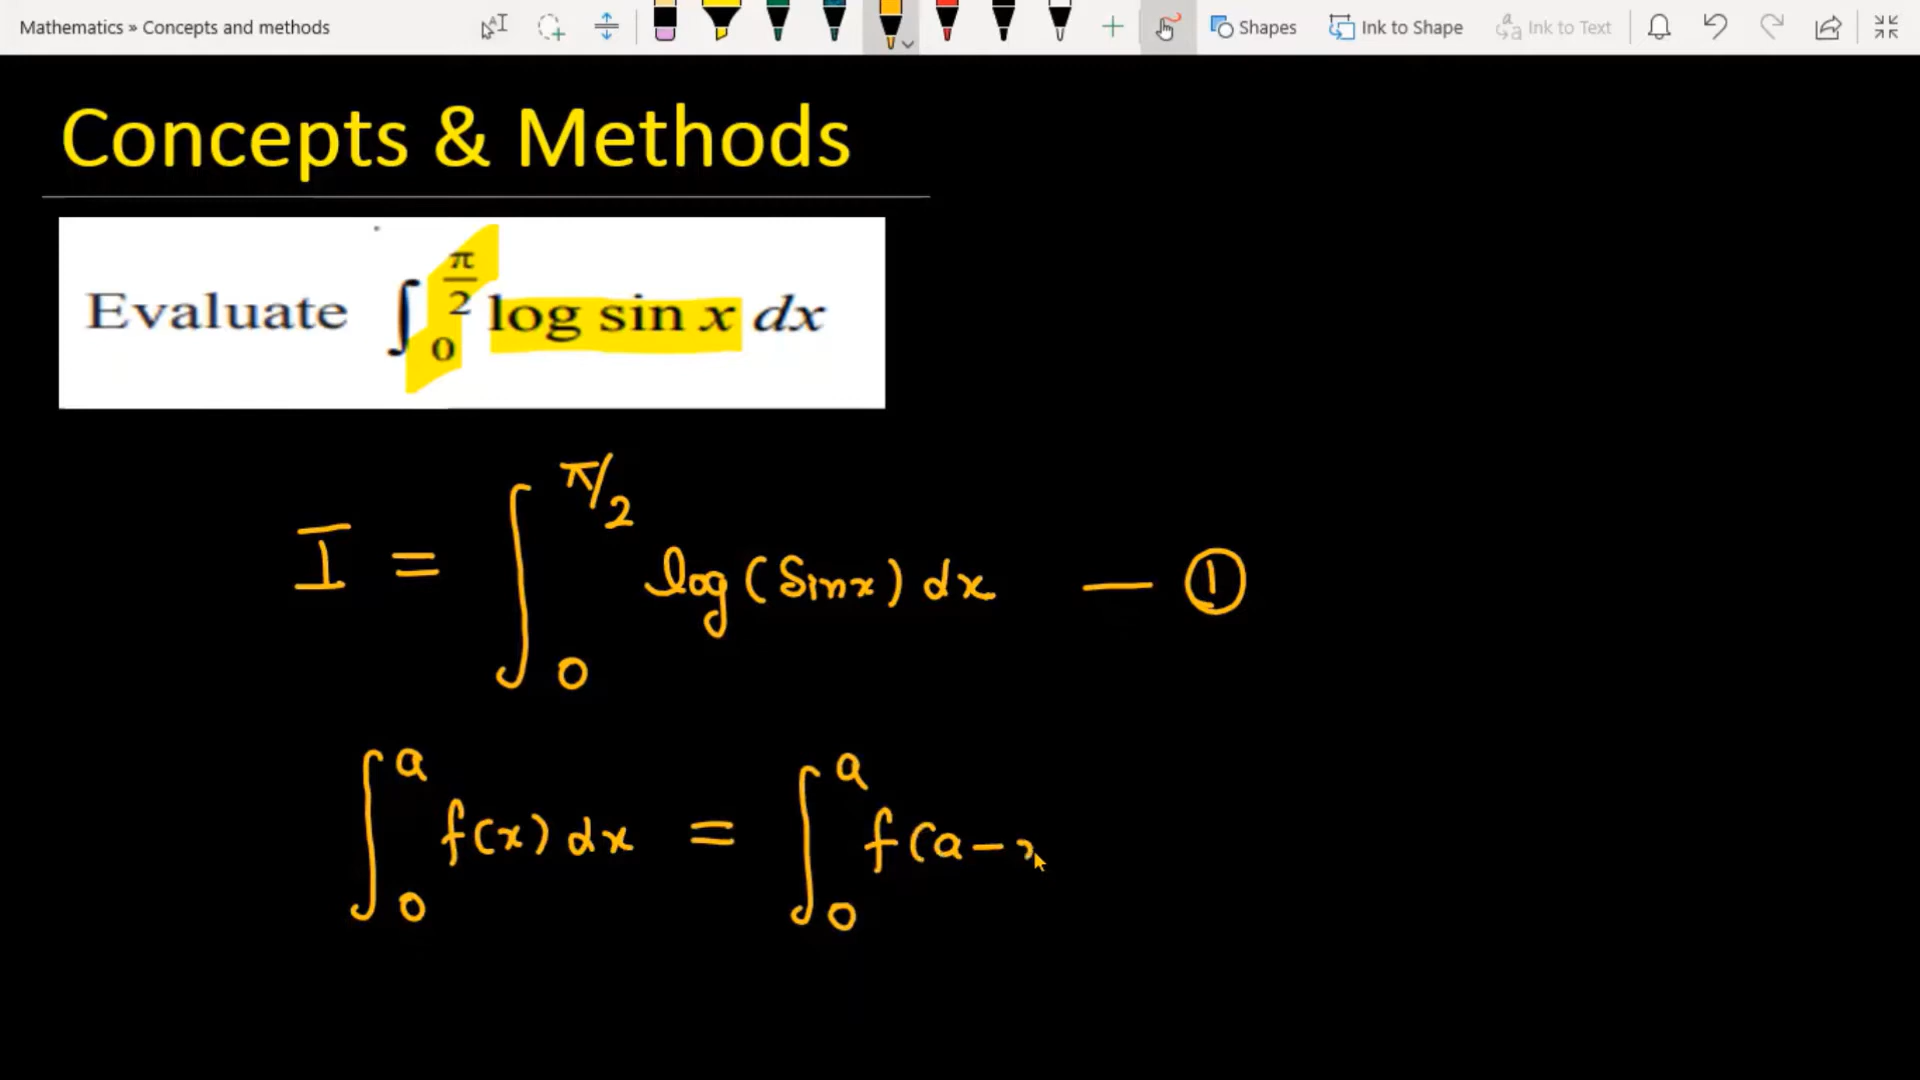 Mathematics » Concepts and methods Shapes Ink to Shape Ink to Text
Concepts & Methods
Evaluate ∫₀^(π/2) log sin x dx
I = ∫₀^(π/2) log(Sinx) dx — ①
∫₀^a f(x) dx = ∫₀^a f(a-